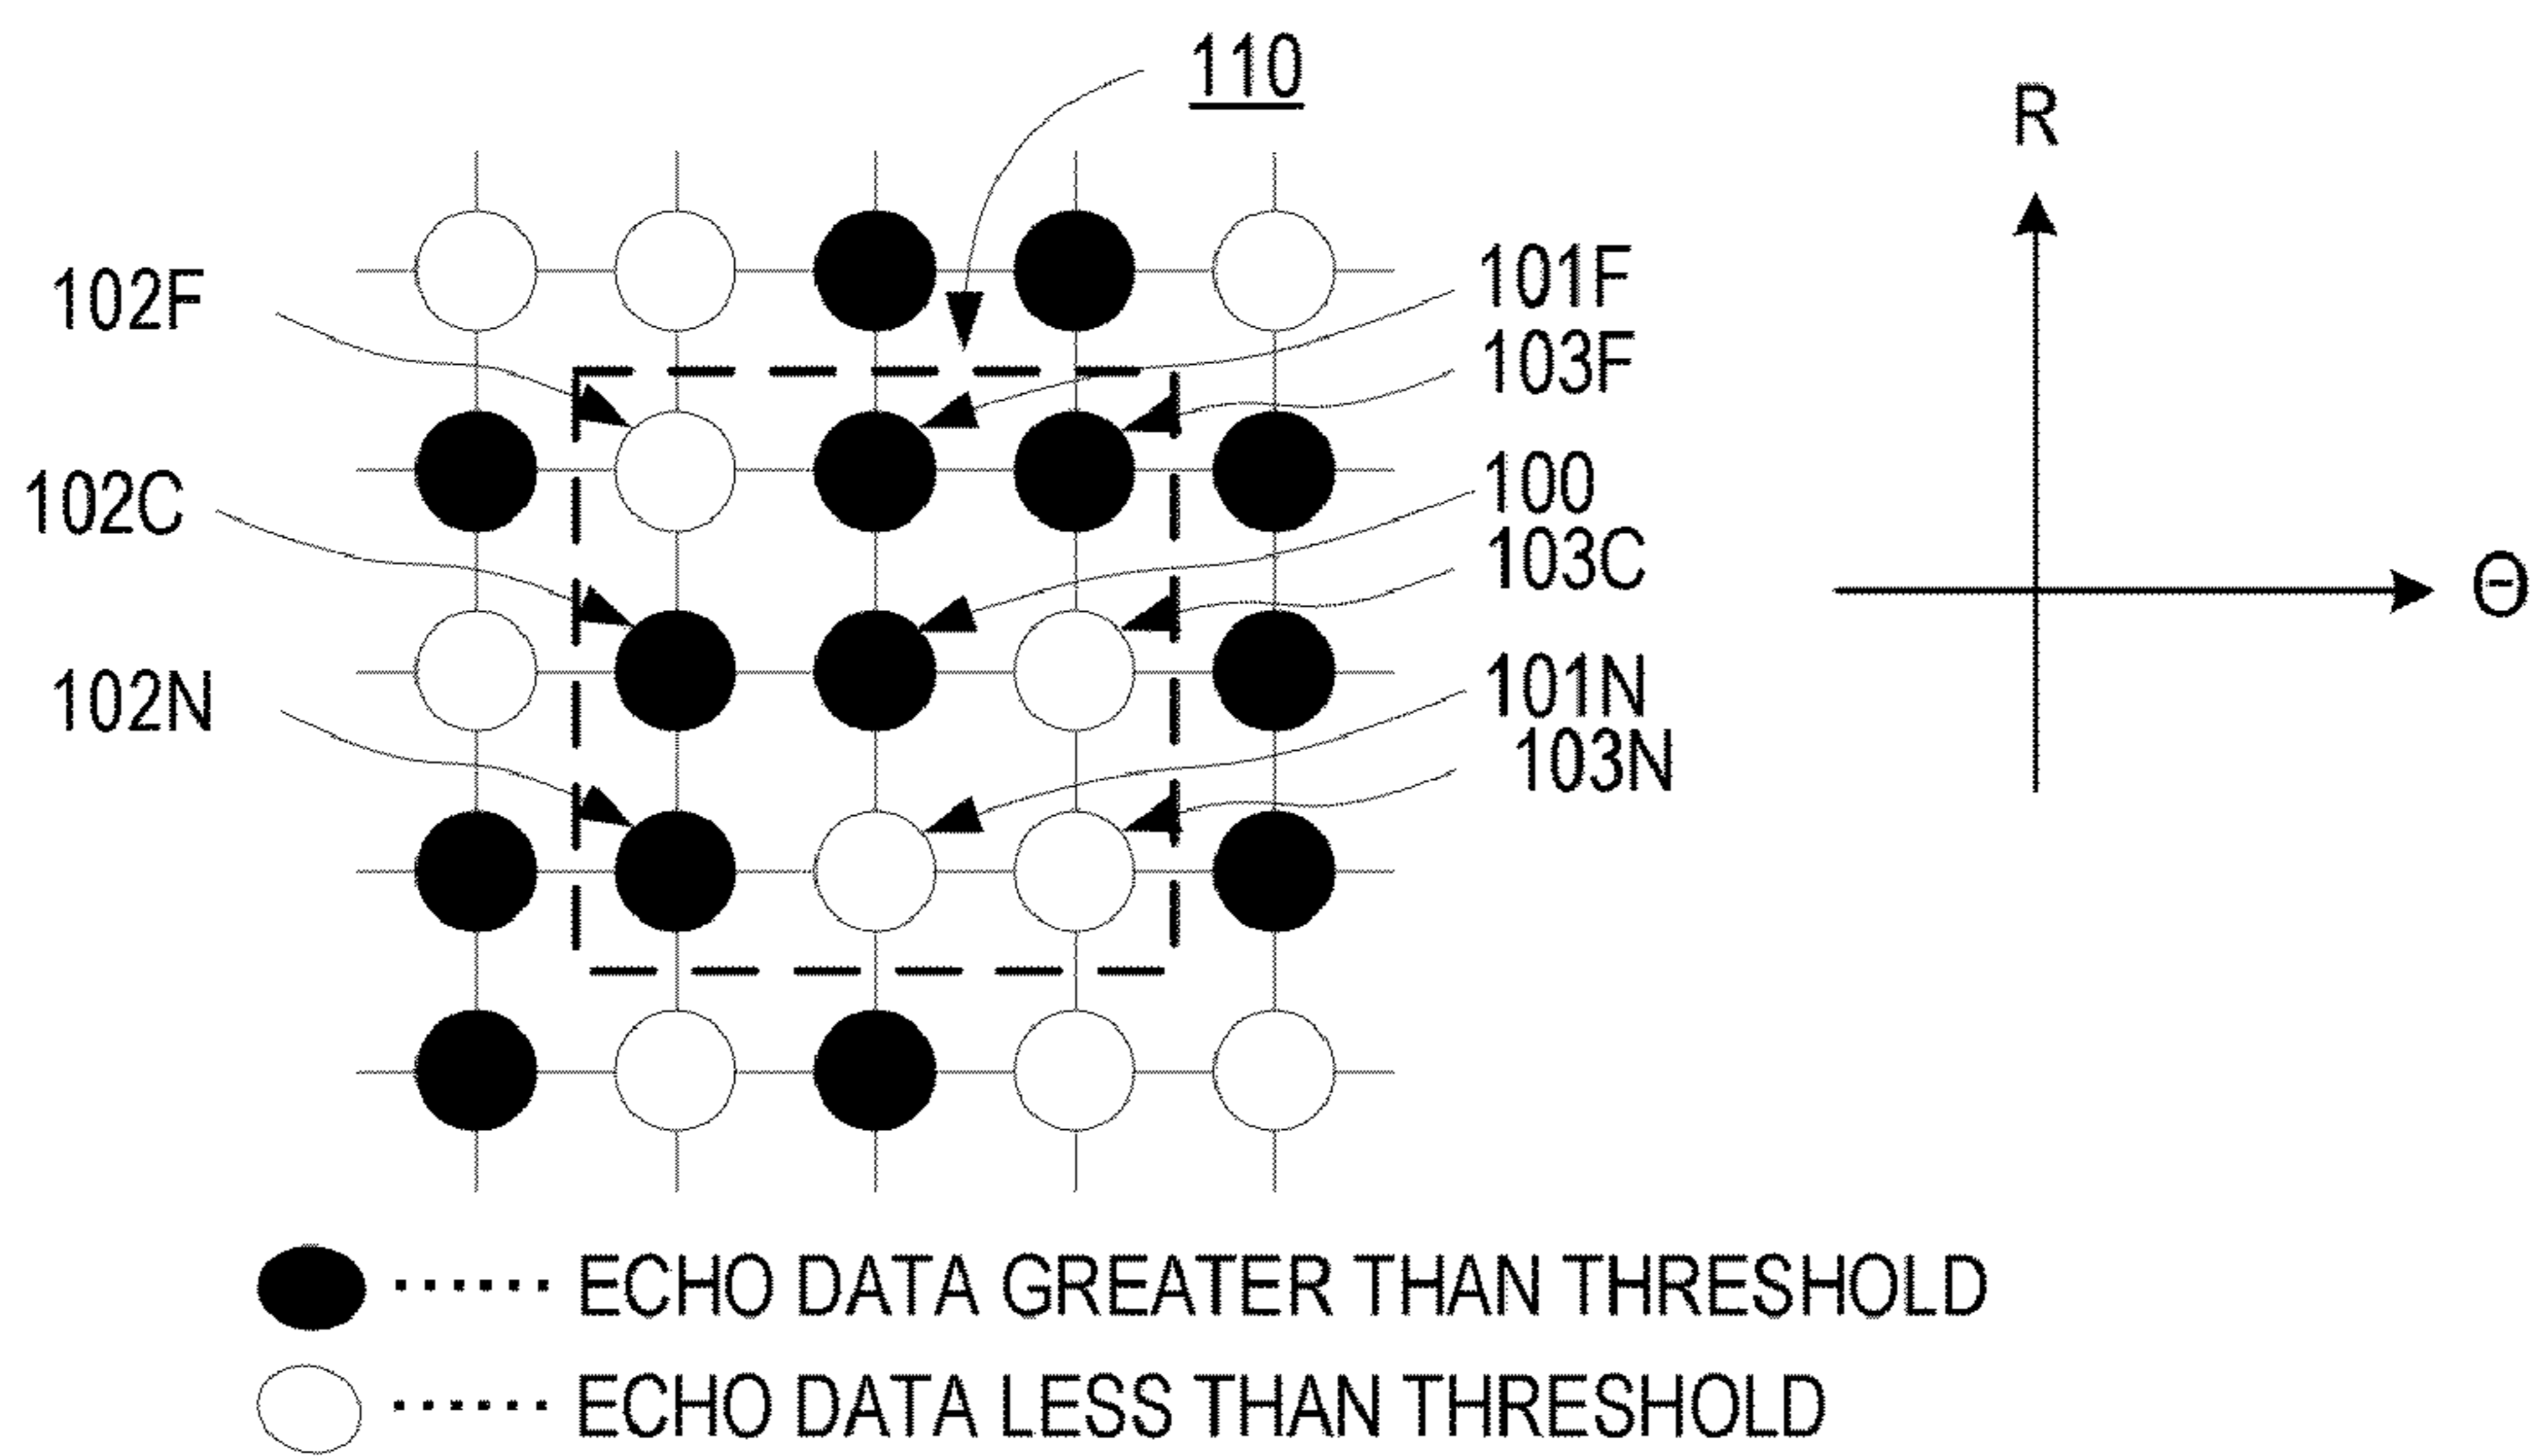 110
R
102F
101F
103F
102C
100
103C
Θ
102N
101N
103N
ECHO DATA GREATER THAN THRESHOLD
ECHO DATA LESS THAN THRESHOLD